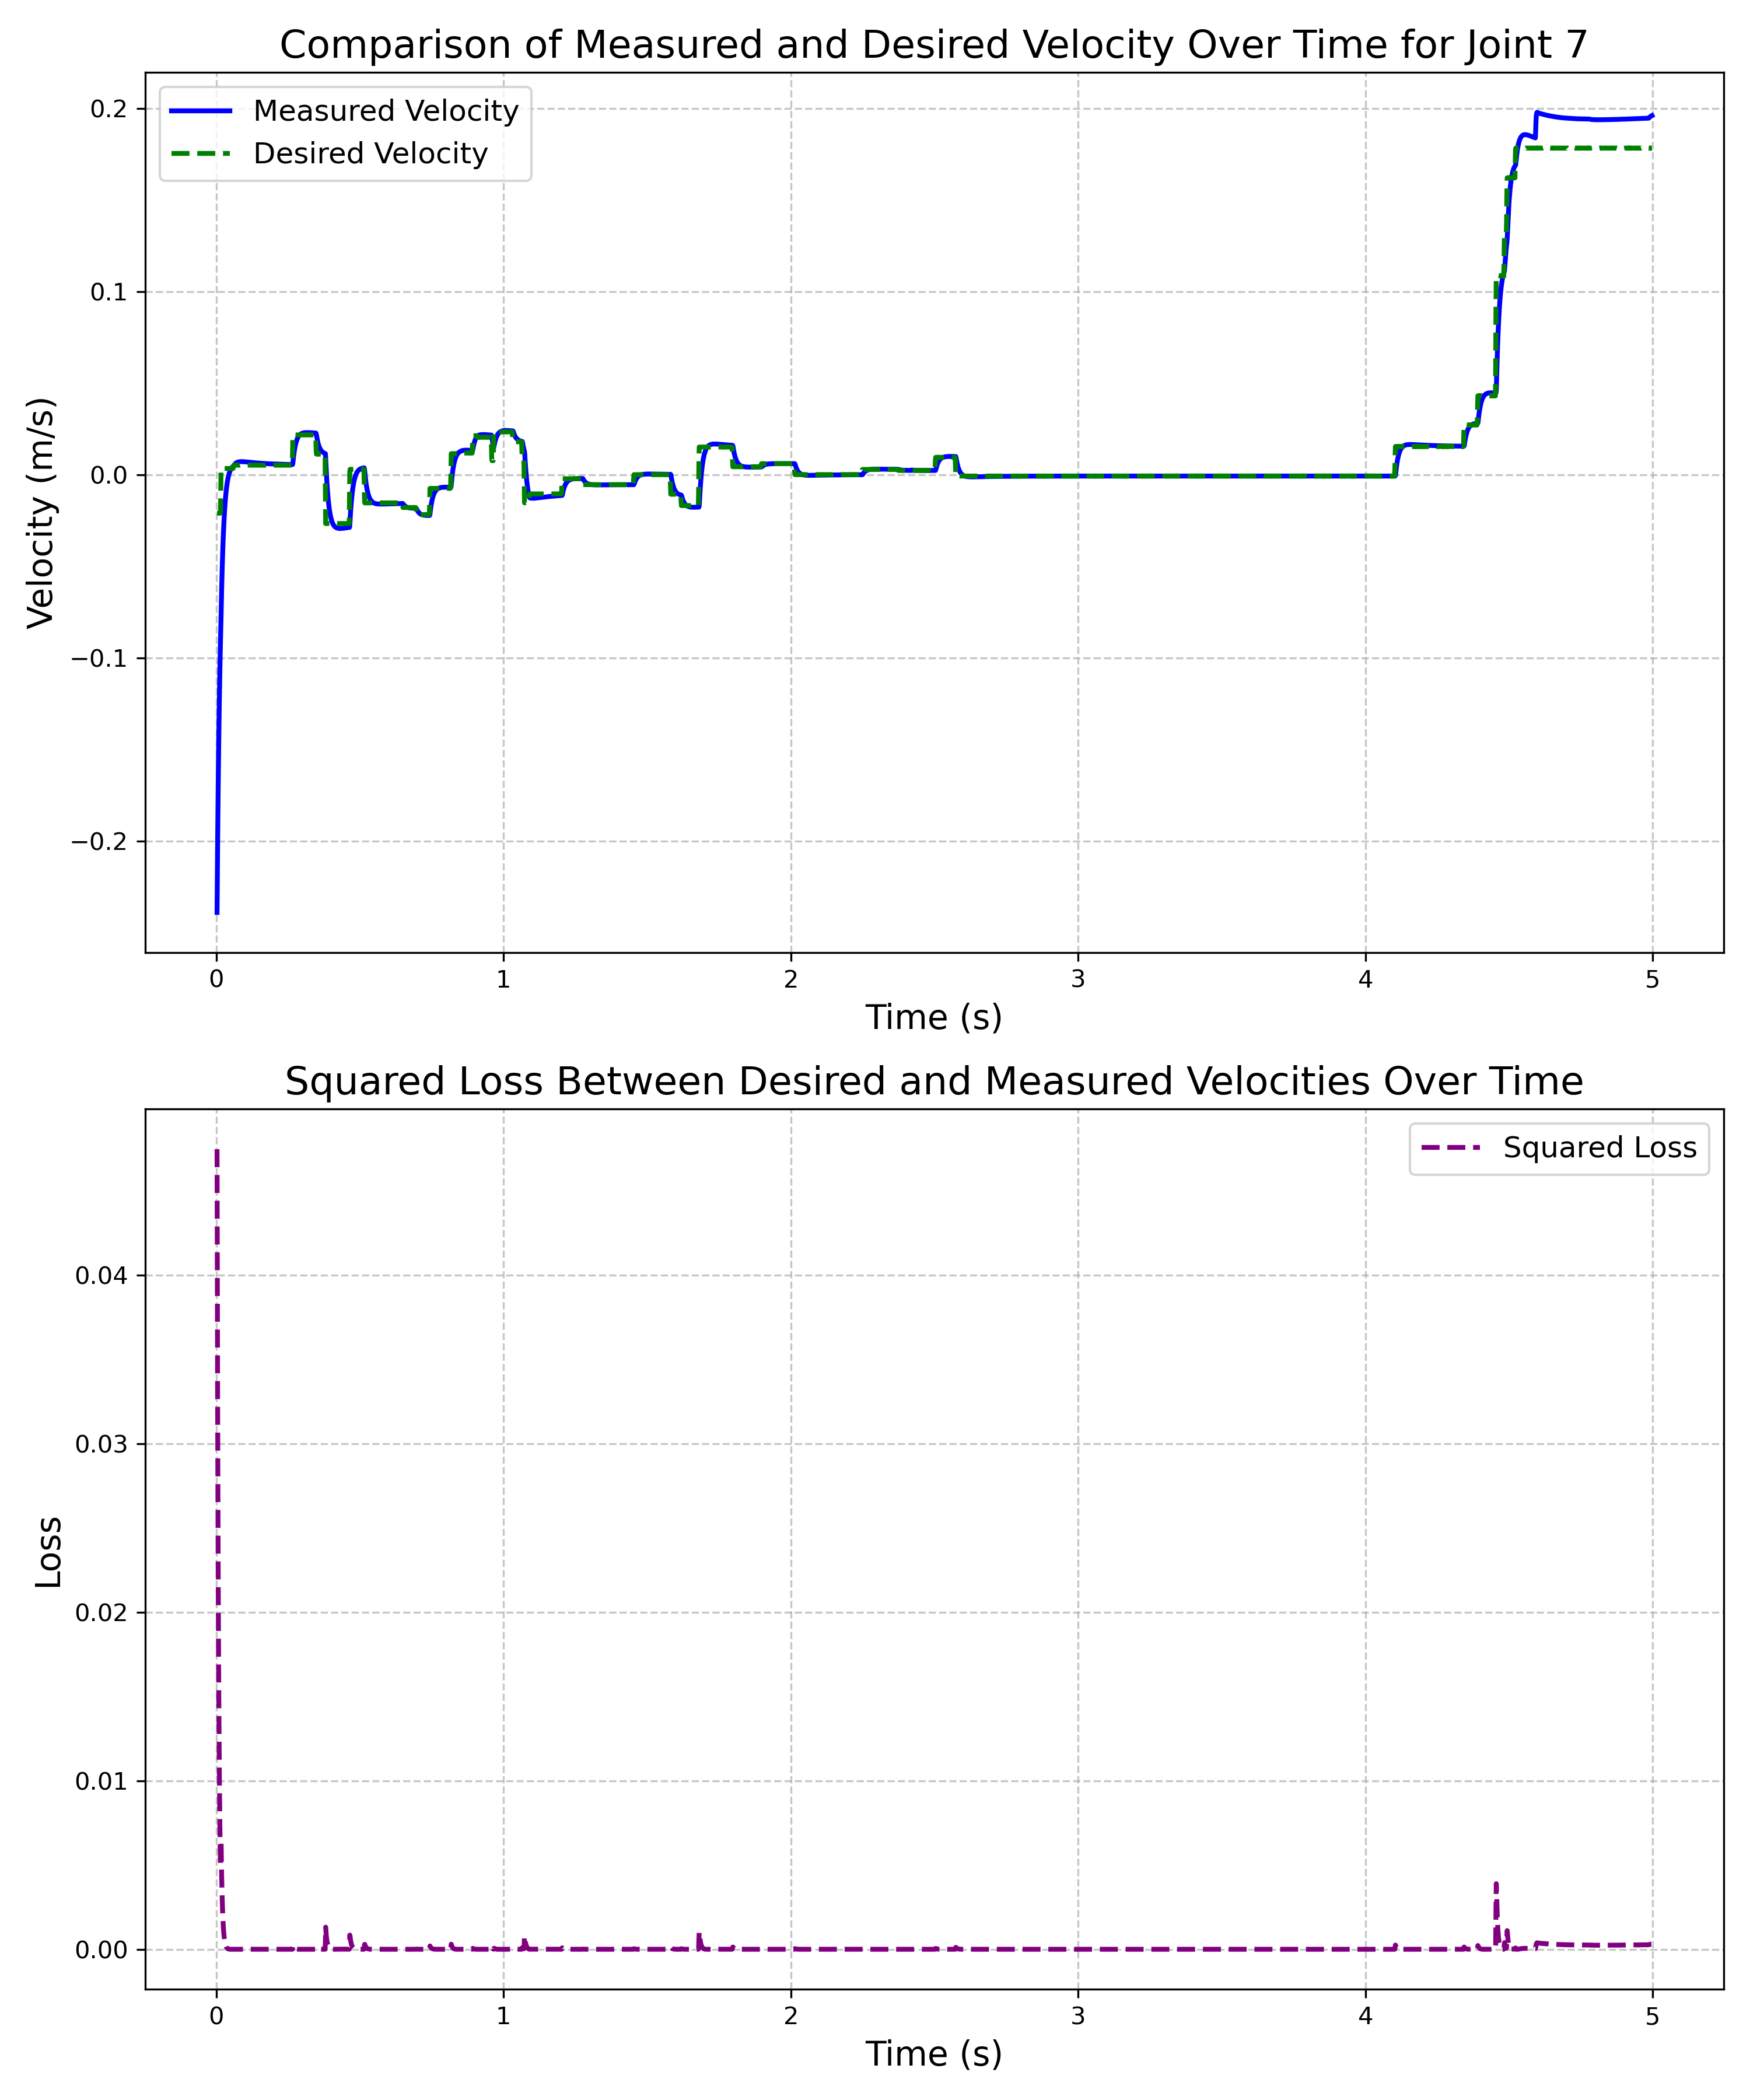 Comparison of Measured and Desired Velocity Over Time for Joint 7
Measured Velocity
Desired Velocity
Velocity (m/s)
0.2
0.1
0.0
−0.1
−0.2
0 1 2 3 4 5
Time (s)
Squared Loss Between Desired and Measured Velocities Over Time
Squared Loss
Loss
0.04
0.03
0.02
0.01
0.00
0 1 2 3 4 5
Time (s)